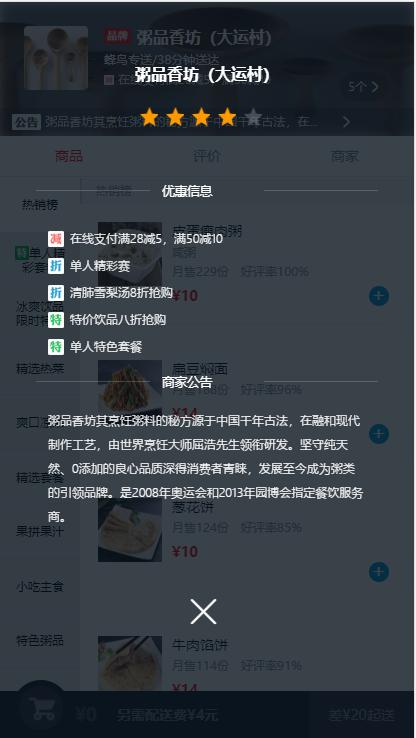 品牌 粥品香坊（大运村）
蜂鸟专送/38分钟送达
粥品香坊（大运村）
5个
公告 粥品香坊其烹饪粥料的秘方源于中国千年古法，在...
商品 评价 商家
热销榜
热销榜
优惠信息
皮蛋瘦肉粥
咸粥
月售229份 好评率100%
¥10
减 在线支付满28减5，满50减10
折 单人精彩赛
折 清肺雪梨汤8折抢购
特 特价饮品八折抢购
特 单人特色套餐
特 单人精
彩套餐
冰爽饮品
限时特惠
精选热菜
爽口凉菜
精选套餐
果拼果汁
小吃主食
特色粥品
扁豆焖面
月售188份 好评率96%
¥14
商家公告
粥品香坊其烹饪粥料的秘方源于中国千年古法，在融和现代
制作工艺，由世界烹饪大师屈浩先生领衔研发。坚守纯天
然、0添加的良心品质深得消费者青睐，发展至今成为粥类
的引领品牌。是2008年奥运会和2013年园博会指定餐饮服务
商。
葱花饼
月售124份 好评率85%
¥10
牛肉馅饼
月售114份 好评率91%
¥14
¥0 另需配送费¥4元 差¥20起送